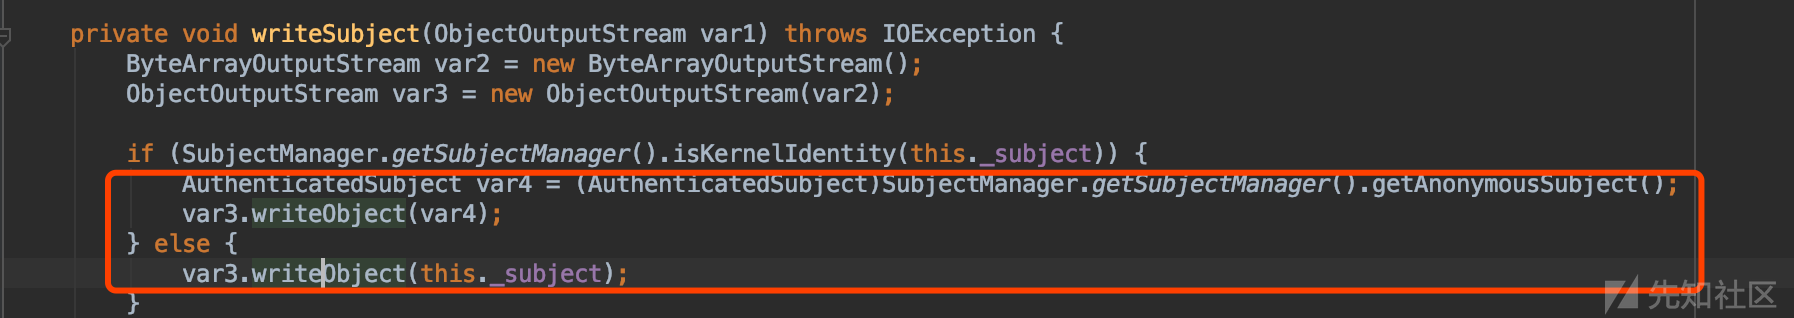 private void writeSubject(ObjectOutputStream var1) throws IOException {
ByteArrayOutputStream var2 = new ByteArrayOutputStream();
ObjectOutputStream var3 = new ObjectOutputStream(var2);
if (SubjectManager.getSubjectManager().isKernelIdentity(this._subject)) {
AuthenticatedSubject var4 = (AuthenticatedSubject)SubjectManager.getSubjectManager().getAnonymousSubject();
var3.writeObject(var4);
} else {
var3.writeObject(this._subject);
}
先知社区